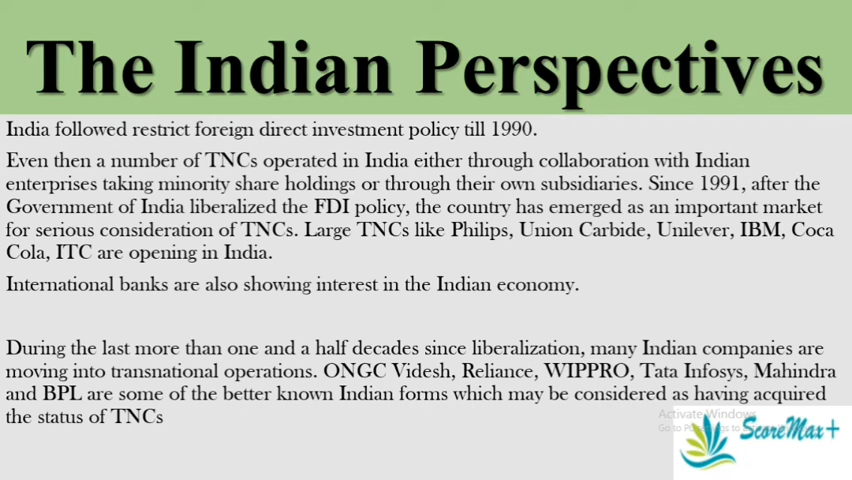 The Indian Perspectives
India followed restrict foreign direct investment policy till 1990.
Even then a number of TNCs operated in India either through collaboration with Indian
enterprises taking minority share holdings or through their own subsidiaries. Since 1991, after the
Government of India liberalized the FDI policy, the country has emerged as an important market
for serious consideration of TNCs. Large TNCs like Philips, Union Carbide, Unilever, IBM, Coca
Cola, ITC are opening in India.
International banks are also showing interest in the Indian economy.
During the last more than one and a half decades since liberalization, many Indian companies are
moving into transnational operations. ONGC Videsh, Reliance, WIPPRO, Tata Infosys, Mahindra
and BPL are some of the better known Indian forms which may be considered as having acquired
the status of TNCs
Activate Windows
Go to
ScoreMax+